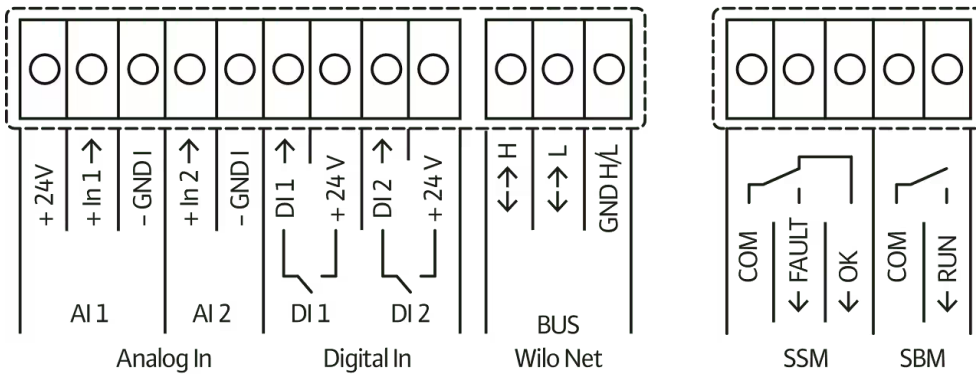 + 24V
+ In 1 →
- GND I
+ In 2 →
- GND I
DI 1 →
+ 24 V
DI 2 →
+ 24 V
↔ H
↔ L
GND H/L
COM
← FAULT
← OK
COM
← RUN
AI 1
AI 2
DI 1
DI 2
BUS
Analog In
Digital In
Wilo Net
SSM
SBM